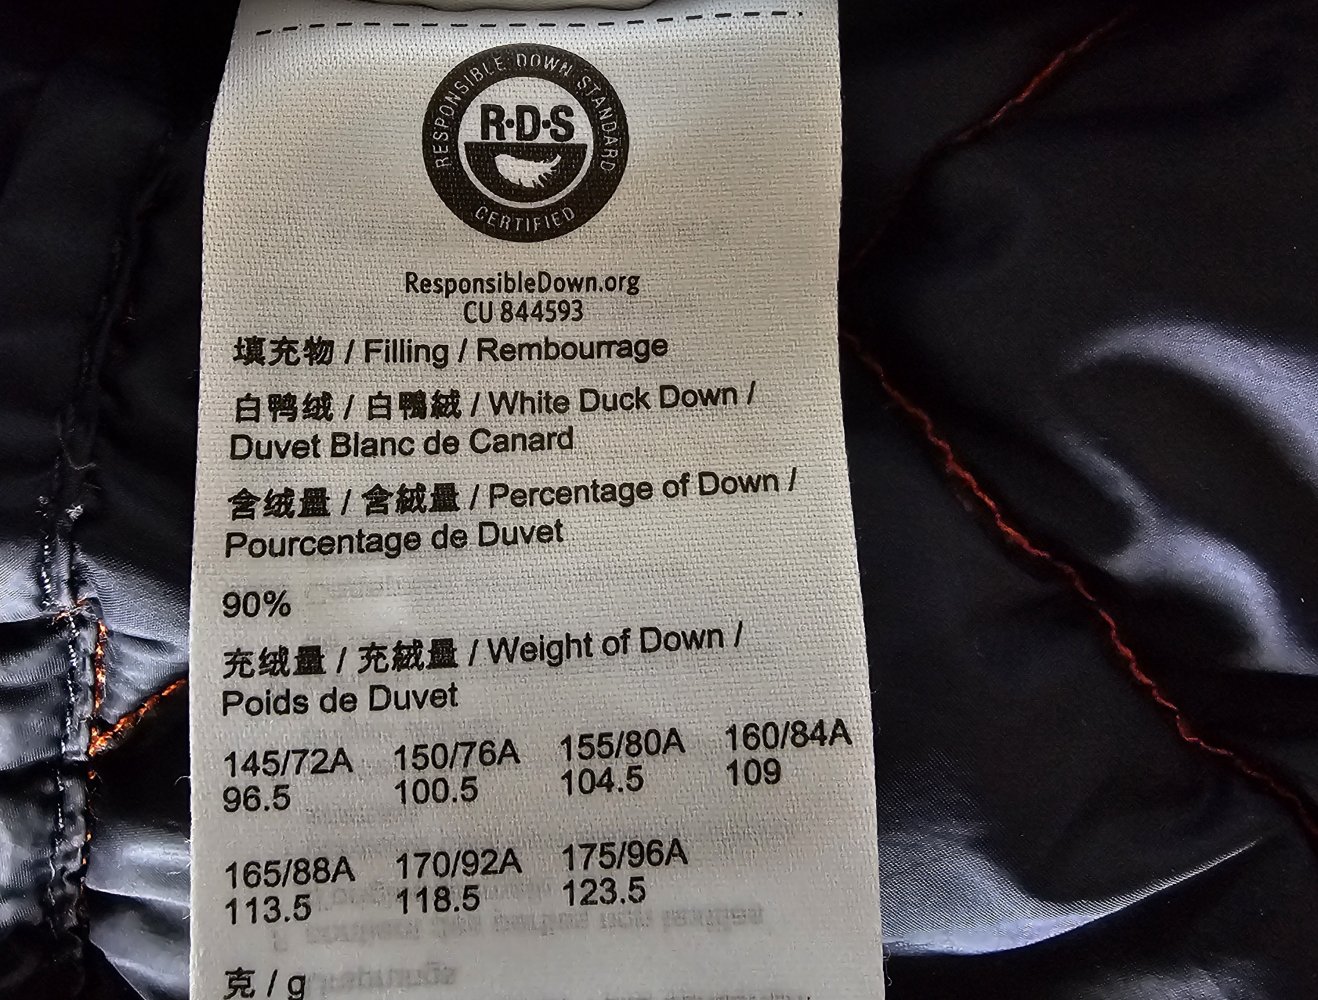 RESPONSIBLE DOWN STANDARD
R·D·S
CERTIFIED
ResponsibleDown.org
CU 844593
填充物 / Filling / Rembourrage
白鸭绒 / 白鴨絨 / White Duck Down /
Duvet Blanc de Canard
含绒量 / 含絨量 / Percentage of Down /
Pourcentage de Duvet
90%
充绒量 / 充絨量 / Weight of Down /
Poids de Duvet
145/72A 150/76A 155/80A 160/84A
96.5 100.5 104.5 109
165/88A 170/92A 175/96A
113.5 118.5 123.5
克 / g